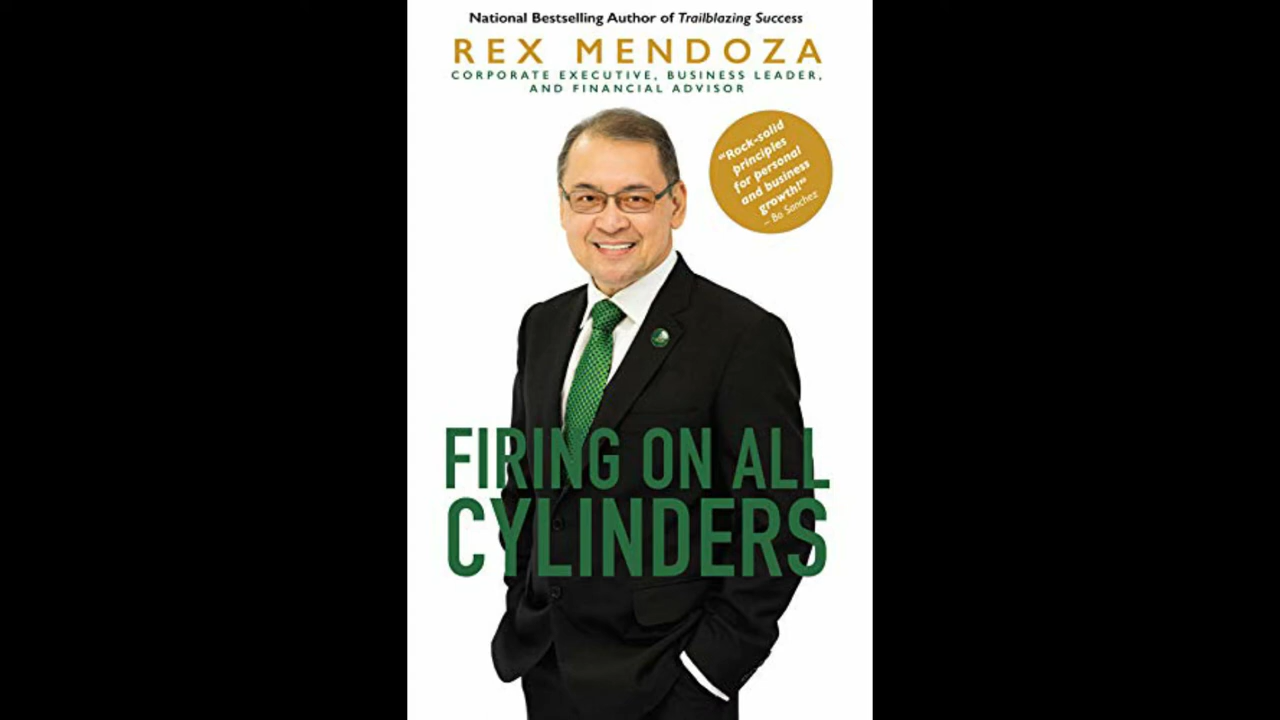 National Bestselling Author of Trailblazing Success
REX MENDOZA
CORPORATE EXECUTIVE, BUSINESS LEADER,
AND FINANCIAL ADVISOR
“Rock-solid
principles
for personal
and business
growth!”
– Bo Sanchez
FIRING ON ALL
CYLINDERS